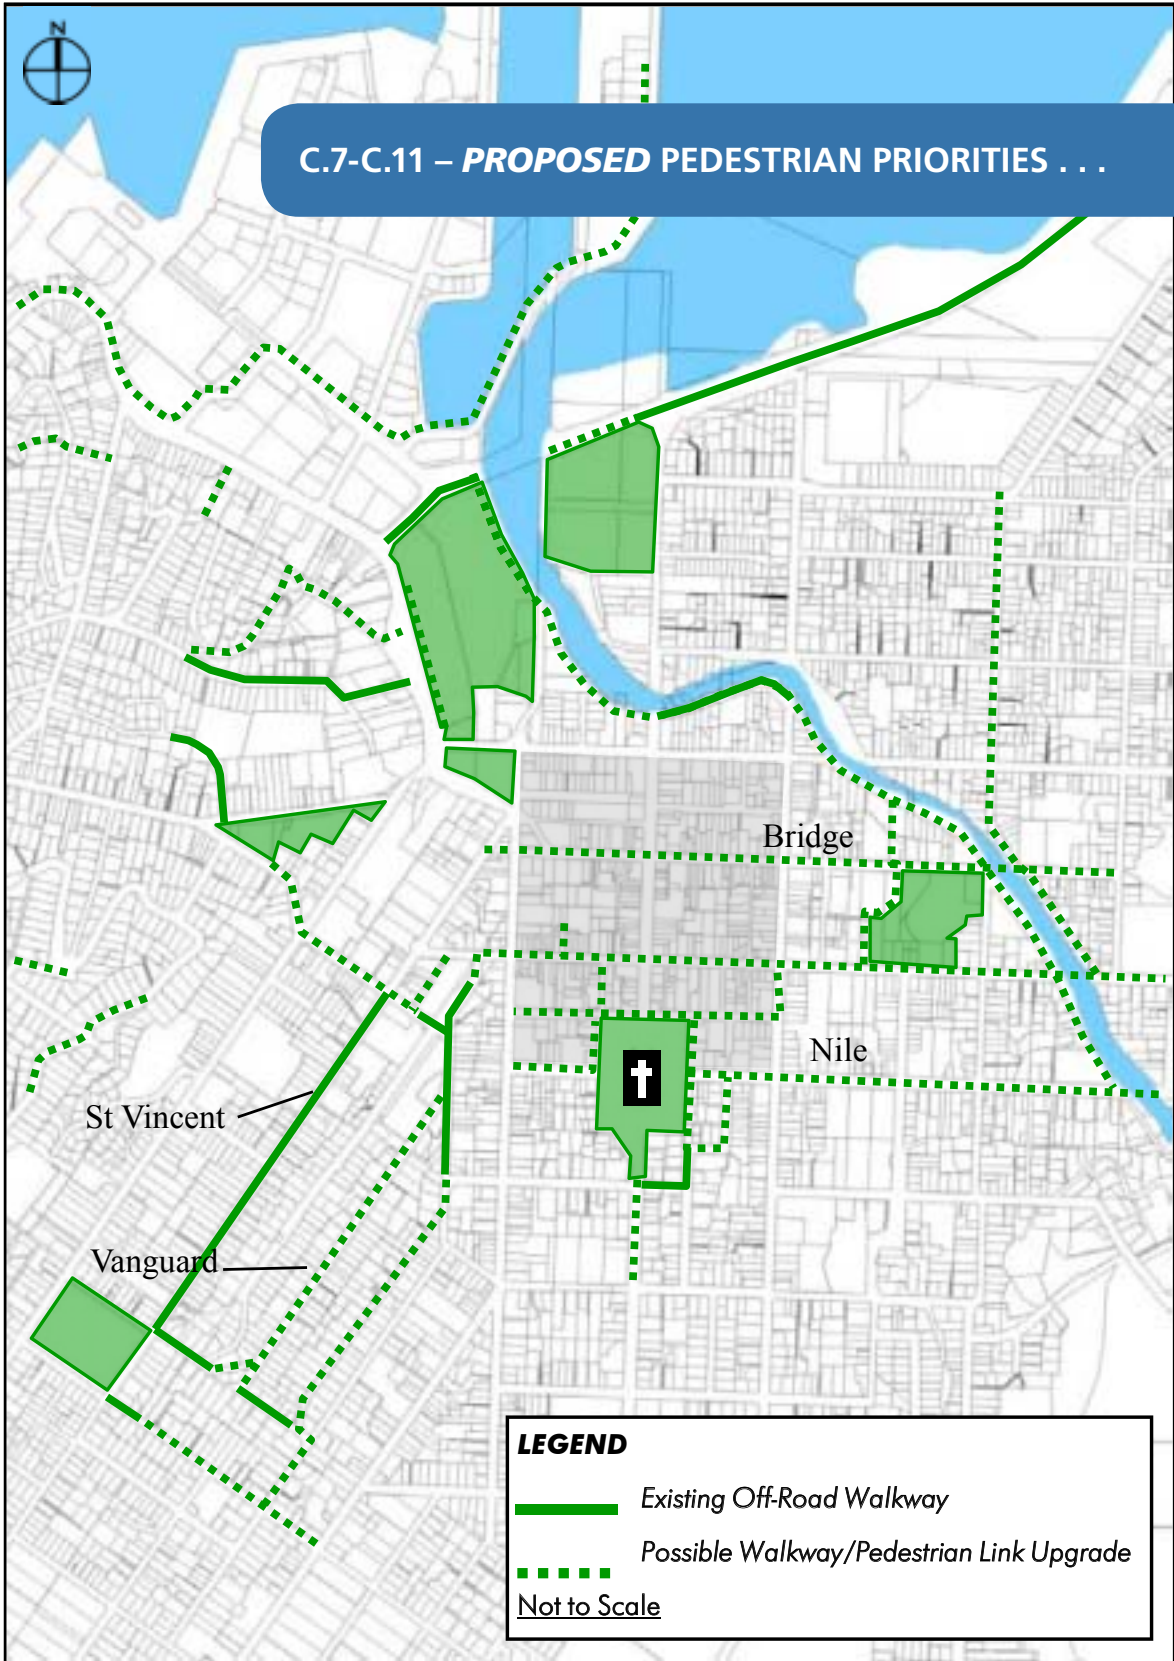 N
C.7-C.11 – PROPOSED PEDESTRIAN PRIORITIES . . .
Bridge
Nile
St Vincent
Vanguard
LEGEND
Existing Off-Road Walkway
Possible Walkway/Pedestrian Link Upgrade
Not to Scale